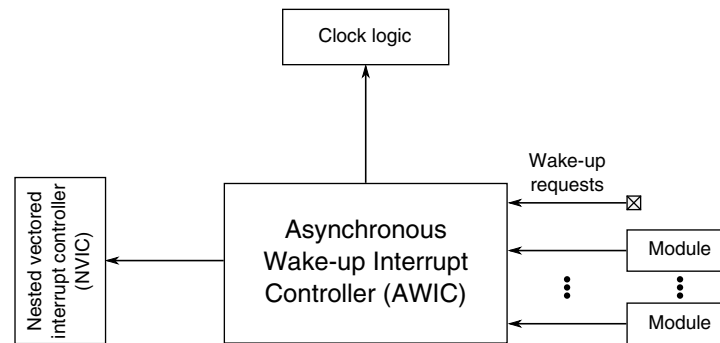 Clock logic
Wake-up
requests
Nested vectored
interrupt controller
(NVIC)
Asynchronous
Wake-up Interrupt
Controller (AWIC)
Module
Module